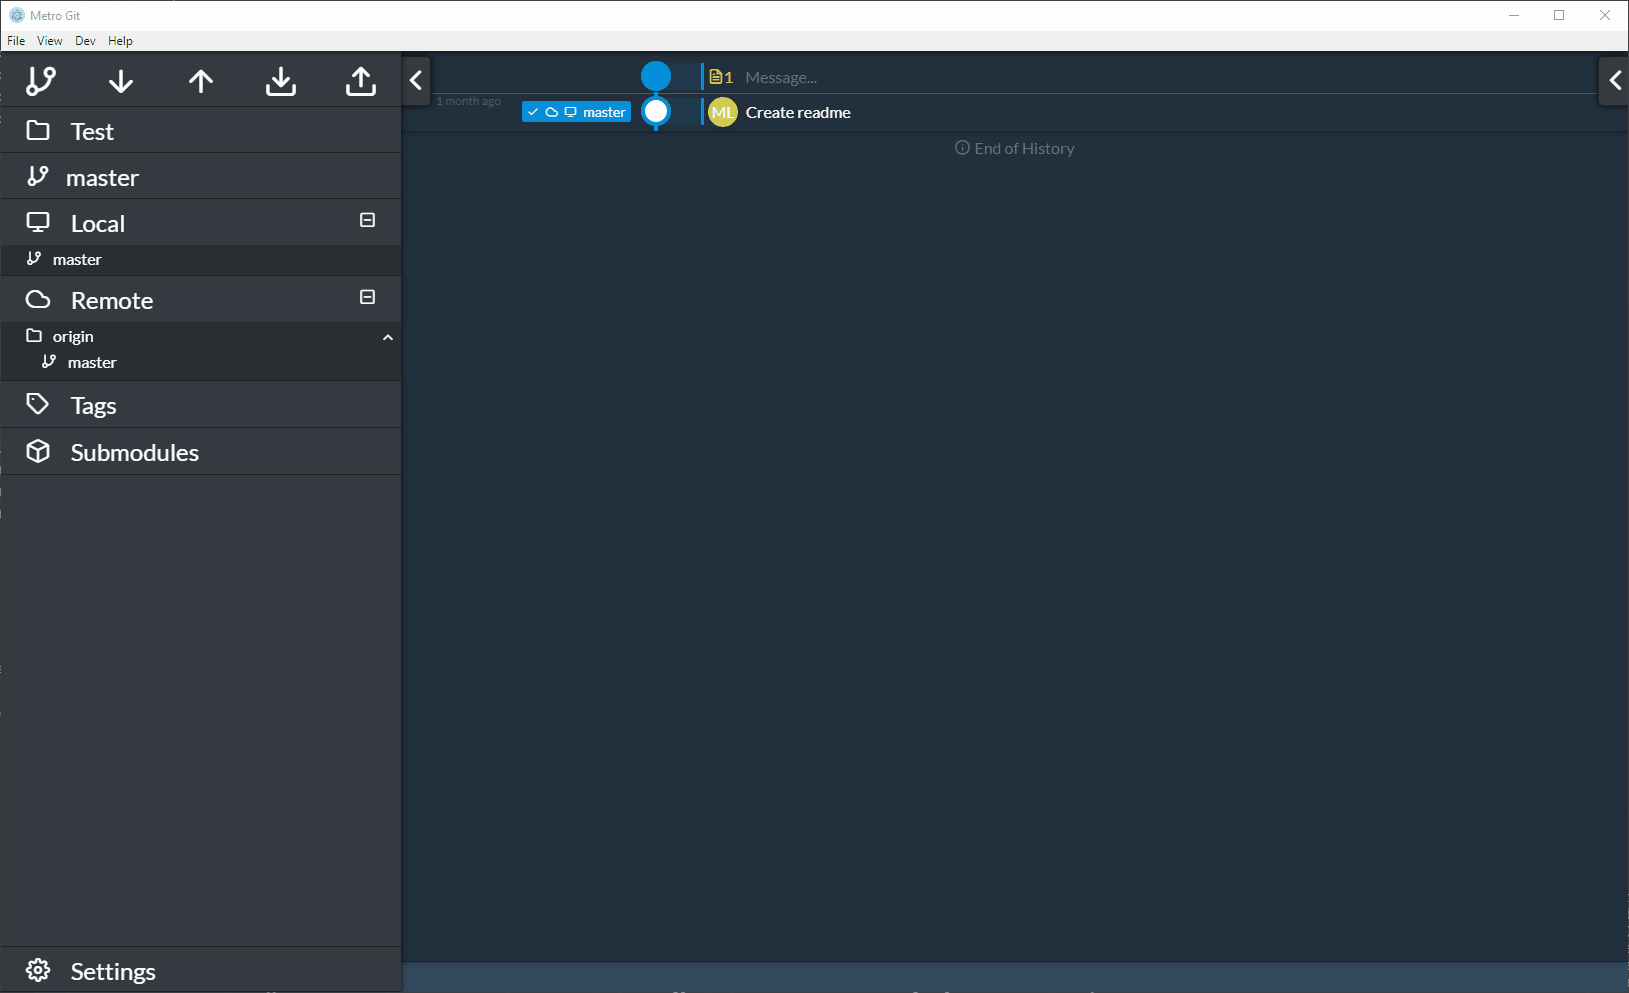 Metro Git
File View Dev Help
1 Message...
1 month ago
master ML Create readme
End of History
Test
master
Local
master
Remote
origin
master
Tags
Submodules
Settings